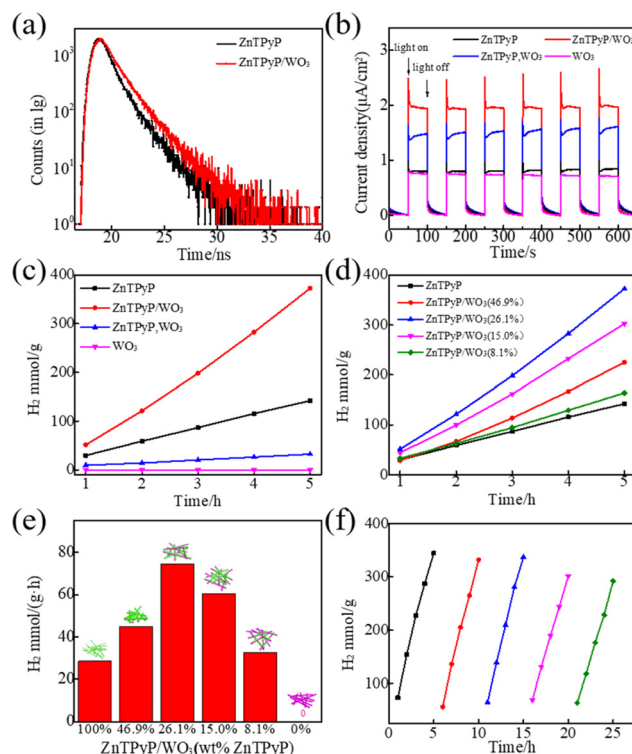 (a)
ZnTPyP
ZnTPyP/WO₃
Counts (in lg)
10³
10²
10¹
10⁰
20 25 30 35 40
Time/ns
(b)
ZnTPyP ZnTPyP/WO₃
ZnTPyP,WO₃ WO₃
light on
light off
Current density(μA/cm²)
3
2
1
0
0 100 200 300 400 500 600
Time/s
(c)
ZnTPyP
ZnTPyP/WO₃
ZnTPyP,WO₃
WO₃
H₂ mmol/g
400
300
200
100
0
1 2 3 4 5
Time/h
(d)
ZnTPyP
ZnTPyP/WO₃(46.9%)
ZnTPyP/WO₃(26.1%)
ZnTPyP/WO₃(15.0%)
ZnTPyP/WO₃(8.1%)
H₂ mmol/g
400
300
200
100
0
1 2 3 4 5
Time/h
(e)
H₂ mmol/(g·h)
80
60
40
20
0
0
100% 46.9% 26.1% 15.0% 8.1% 0%
ZnTPyP/WO₃(wt% ZnTPyP)
(f)
H₂ mmol/g
400
300
200
100
0 5 10 15 20 25
Time/h